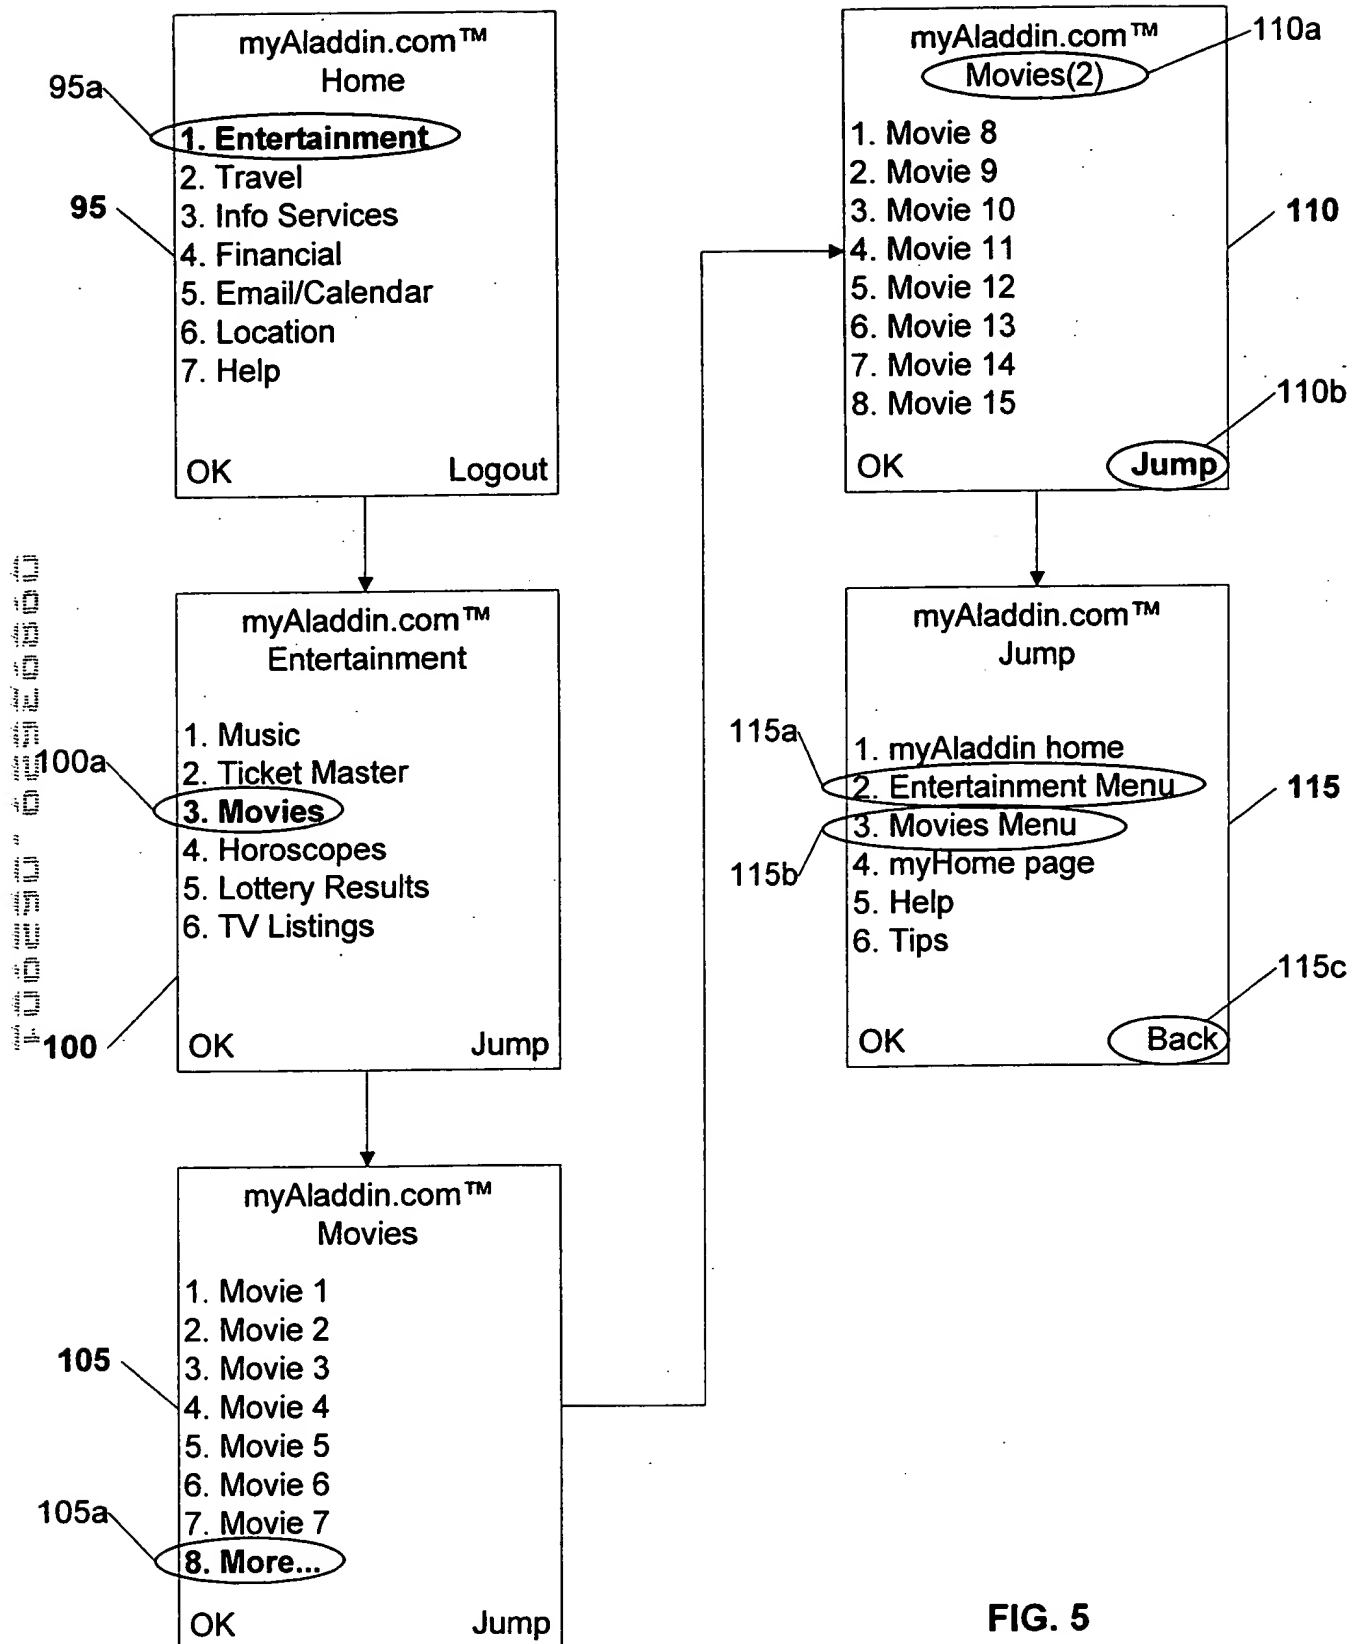 myAladdin.com™
Home
95a
1. Entertainment
2. Travel
95
3. Info Services
4. Financial
5. Email/Calendar
6. Location
7. Help
OK Logout
myAladdin.com™
Entertainment
1. Music
100a
2. Ticket Master
3. Movies
4. Horoscopes
5. Lottery Results
6. TV Listings
100
OK Jump
myAladdin.com™
Movies
1. Movie 1
2. Movie 2
105
3. Movie 3
4. Movie 4
5. Movie 5
6. Movie 6
105a
7. Movie 7
8. More...
OK Jump
myAladdin.com™
110a
Movies(2)
1. Movie 8
2. Movie 9
3. Movie 10
110
4. Movie 11
5. Movie 12
6. Movie 13
7. Movie 14
8. Movie 15
110b
OK Jump
myAladdin.com™
Jump
115a
1. myAladdin home
2. Entertainment Menu
115
3. Movies Menu
115b
4. myHome page
5. Help
6. Tips
115c
OK Back
FIG. 5